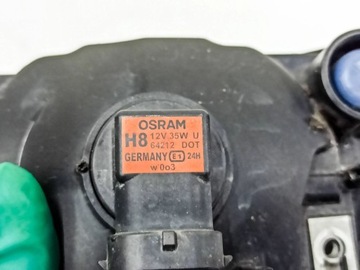 OSRAM
H8 12V 35W U
64212 DOT
GERMANY E1 24H
w0o3